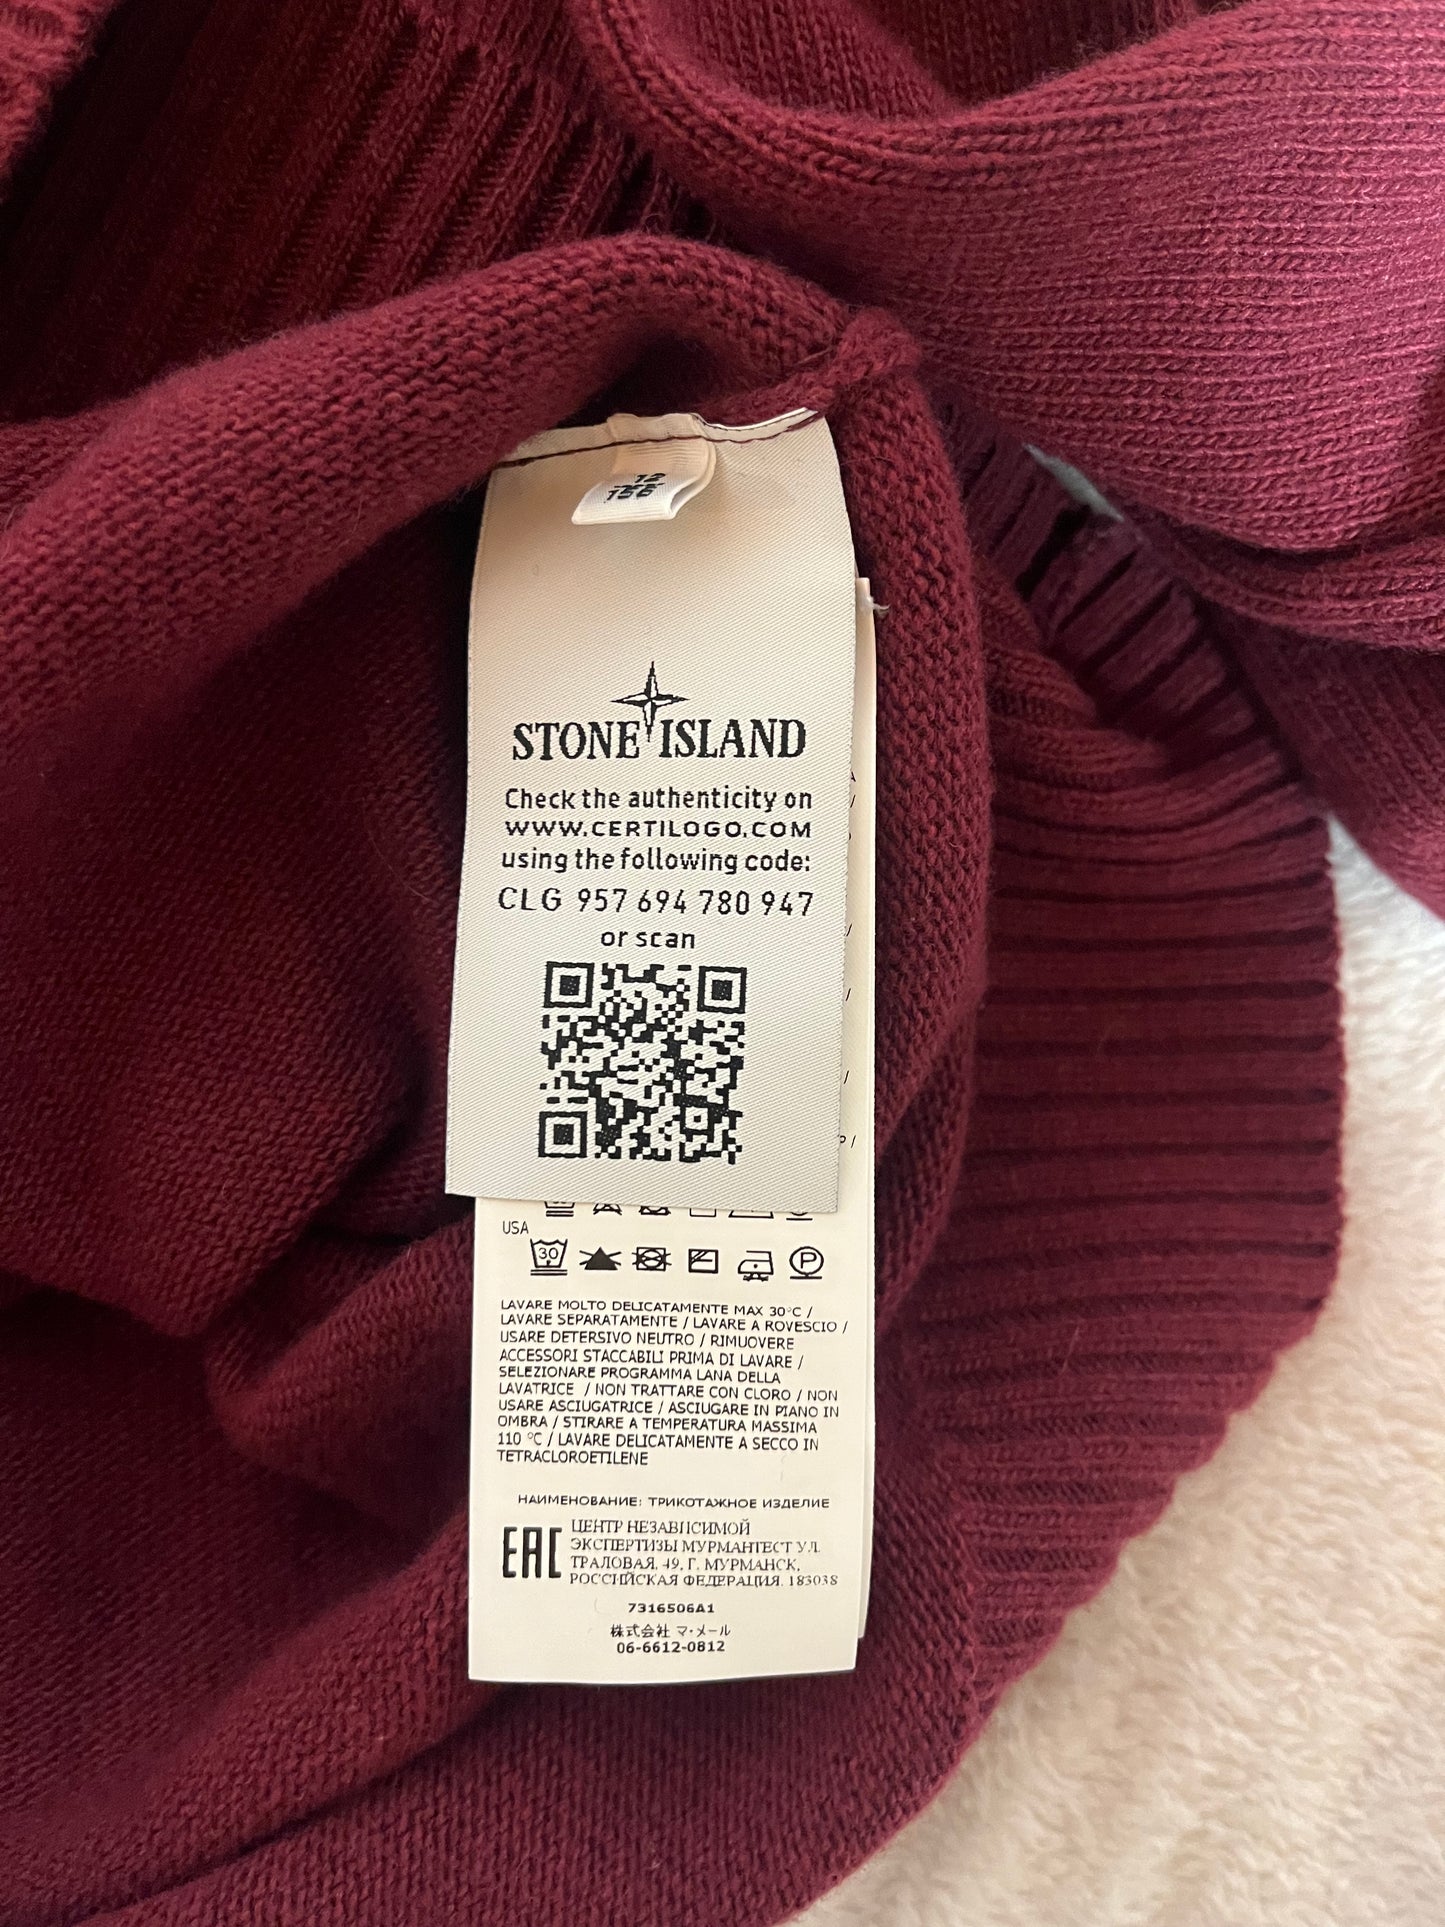 12
156
STONE ISLAND
Check the authenticity on
WWW.CERTILOGO.COM
using the following code:
CLG 957 694 780 947
or scan
USA
30 P
LAVARE MOLTO DELICATAMENTE MAX 30°C /
LAVARE SEPARATAMENTE / LAVARE A ROVESCIO /
USARE DETERSIVO NEUTRO / RIMUOVERE
ACCESSORI STACCABILI PRIMA DI LAVARE /
SELEZIONARE PROGRAMMA LANA DELLA
LAVATRICE / NON TRATTARE CON CLORO / NON
USARE ASCIUGATRICE / ASCIUGARE IN PIANO IN
OMBRA / STIRARE A TEMPERATURA MASSIMA
110 °C / LAVARE DELICATAMENTE A SECCO IN
TETRACLOROETILENE
НАИМЕНОВАНИЕ: ТРИКОТАЖНОЕ ИЗДЕЛИЕ
EAC
ЦЕНТР НЕЗАВИСИМОЙ
ЭКСПЕРТИЗЫ МУРМАНТЕСТ УЛ.
ТРАЛОВАЯ, 49, Г. МУРМАНСК,
РОССИЙСКАЯ ФЕДЕРАЦИЯ, 183038
7316506A1
株式会社 マ・メール
06-6612-0812